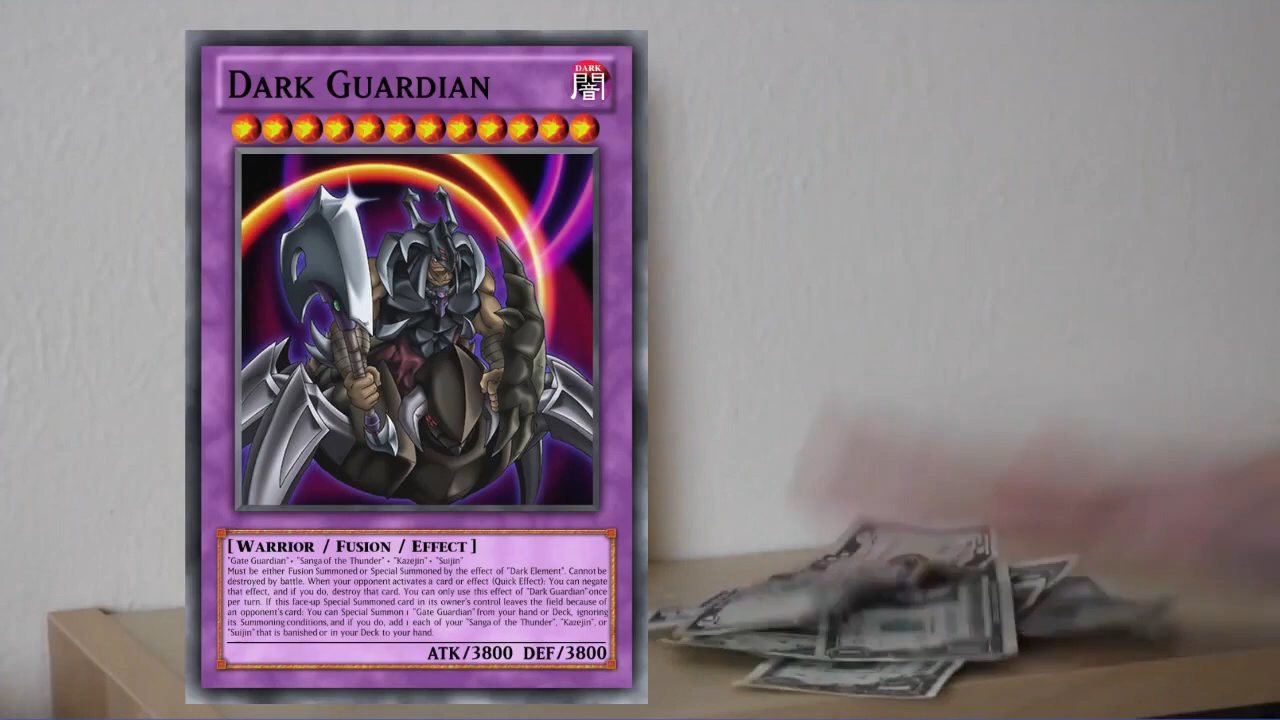 DARK GUARDIAN
DARK
闇
[WARRIOR / FUSION / EFFECT]
"Gate Guardian" + "Sanga of the Thunder" + "Kazejin" + "Suijin"
Must be either Fusion Summoned or Special Summoned by the effect of "Dark Element". Cannot be
destroyed by battle. When your opponent activates a card or effect (Quick Effect): You can negate
that effect, and if you do, destroy that card. You can only use this effect of "Dark Guardian" once
per turn. If this face-up Special Summoned card in its owner's control leaves the field because of
an opponent's card: You can Special Summon 1 "Gate Guardian" from your hand or Deck, ignoring
its Summoning conditions, and if you do, add 1 each of your "Sanga of the Thunder", "Kazejin", or
"Suijin" that is banished or in your Deck to your hand.
ATK/3800 DEF/3800